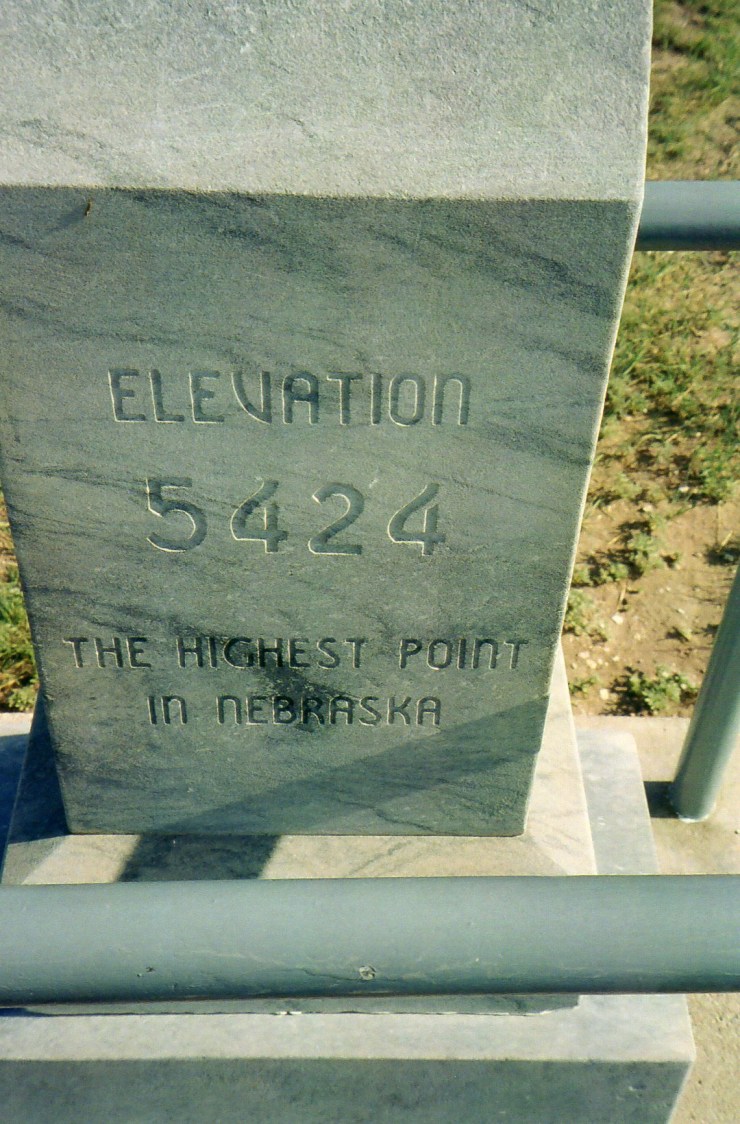 ELEVATION
5424
THE HIGHEST POINT
IN NEBRASKA